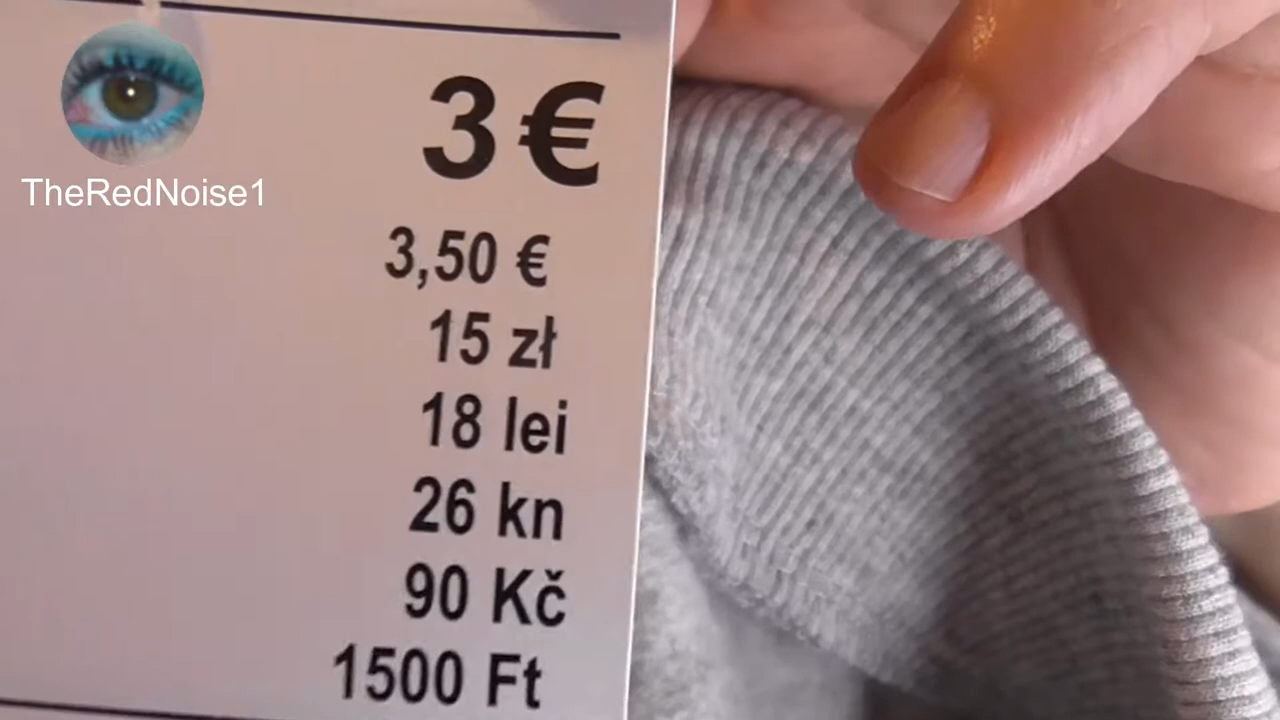 TheRedNoise1
3 €
3,50 €
15 zł
18 lei
26 kn
90 Kč
1500 Ft